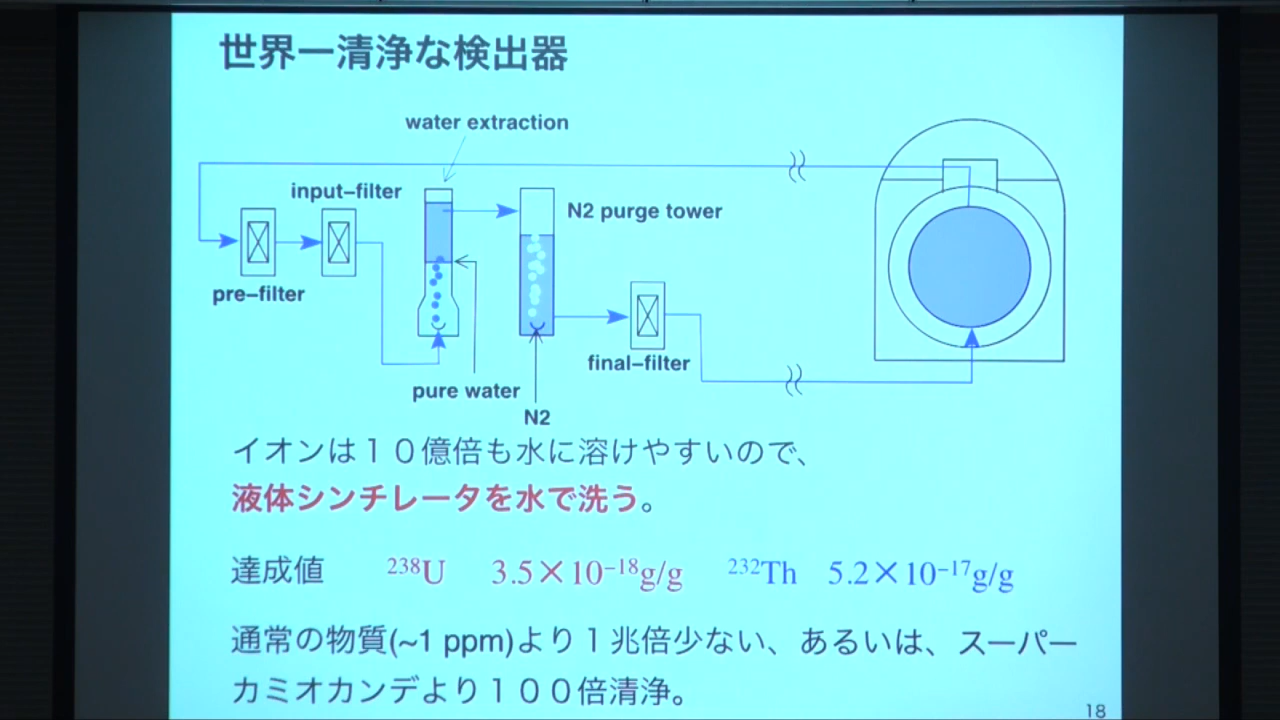 世界一清浄な検出器
water extraction
input–filter
N2 purge tower
pre–filter
final–filter
pure water
N2
イオンは１０億倍も水に溶けやすいので、
液体シンチレータを水で洗う。
達成値 ²³⁸U 3.5×10⁻¹⁸g/g ²³²Th 5.2×10⁻¹⁷g/g
通常の物質(~1 ppm)より１兆倍少ない、あるいは、スーパー
カミオカンデより１００倍清浄。
18